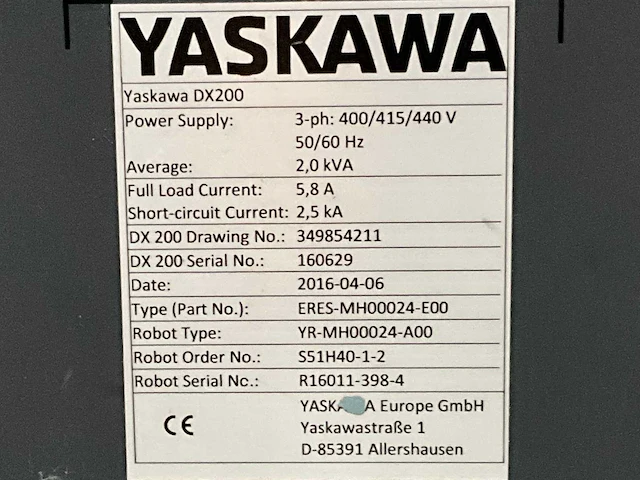 YASKAWA
Yaskawa DX200
Power Supply: 3-ph: 400/415/440 V
50/60 Hz
Average: 2,0 kVA
Full Load Current: 5,8 A
Short-circuit Current: 2,5 kA
DX 200 Drawing No.: 349854211
DX 200 Serial No.: 160629
Date: 2016-04-06
Type (Part No.): ERES-MH00024-E00
Robot Type: YR-MH00024-A00
Robot Order No.: S51H40-1-2
Robot Serial No.: R16011-398-4
Europe GmbH
CE Yaskawastraße 1
D-85391 Allershausen